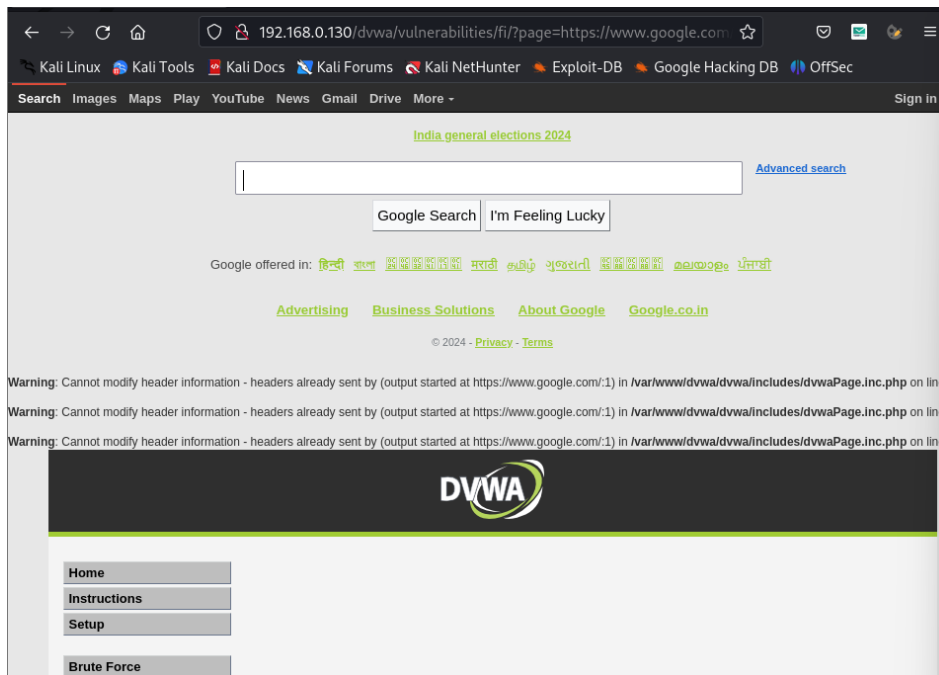 192.168.0.130/dvwa/vulnerabilities/fi/?page=https://www.google.com
Kali Linux Kali Tools Kali Docs Kali Forums Kali NetHunter Exploit-DB Google Hacking DB OffSec
Search Images Maps Play YouTube News Gmail Drive More Sign in
India general elections 2024
Advanced search
Google Search I'm Feeling Lucky
Google offered in: हिन्दी বাংলা मराठी தமிழ் ગુજરાતી മലയാളം ਪੰਜਾਬੀ
Advertising Business Solutions About Google Google.co.in
© 2024 - Privacy - Terms
Warning: Cannot modify header information - headers already sent by (output started at https://www.google.com/:1) in /var/www/dvwa/dvwa/includes/dvwaPage.inc.php on lin
Warning: Cannot modify header information - headers already sent by (output started at https://www.google.com/:1) in /var/www/dvwa/dvwa/includes/dvwaPage.inc.php on lin
Warning: Cannot modify header information - headers already sent by (output started at https://www.google.com/:1) in /var/www/dvwa/dvwa/includes/dvwaPage.inc.php on lin
DVWA
Home
Instructions
Setup
Brute Force